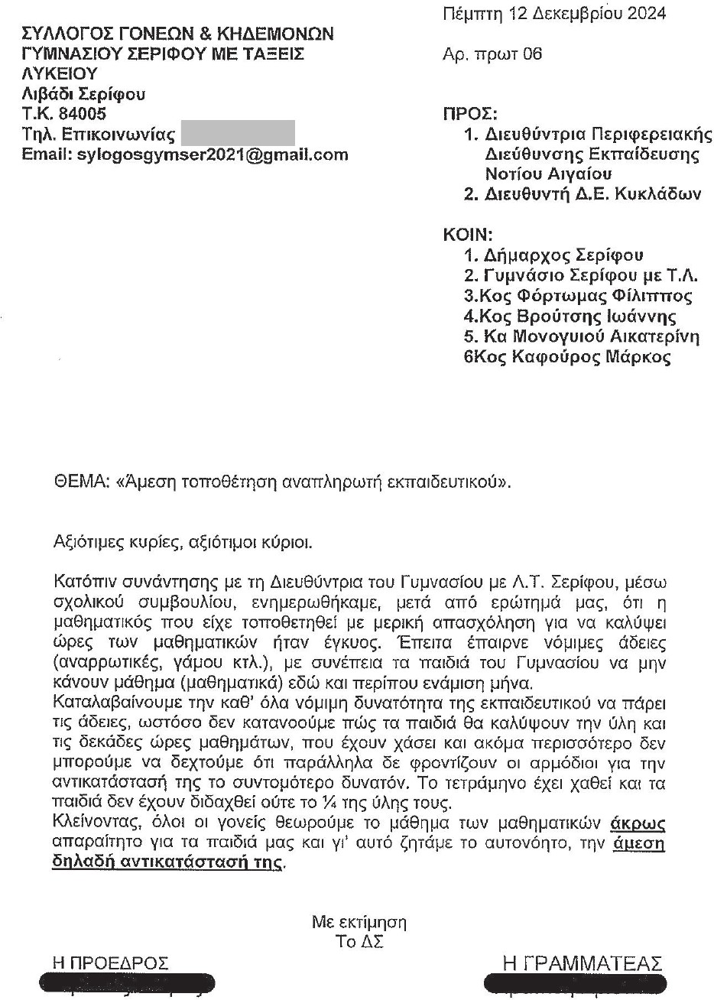 Πέμπτη 12 Δεκεμβρίου 2024
ΣΥΛΛΟΓΟΣ ΓΟΝΕΩΝ & ΚΗΔΕΜΟΝΩΝ
ΓΥΜΝΑΣΙΟΥ ΣΕΡΙΦΟΥ ΜΕ ΤΑΞΕΙΣ
ΛΥΚΕΙΟΥ
Λιβάδι Σερίφου
Τ.Κ. 84005
Τηλ. Επικοινωνίας
Email: sylogosgymser2021@gmail.com
Αρ. πρωτ 06
ΠΡΟΣ:
1. Διευθύντρια Περιφερειακής
Διεύθυνσης Εκπαίδευσης
Νοτίου Αιγαίου
2. Διευθυντή Δ.Ε. Κυκλάδων
ΚΟΙΝ:
1. Δήμαρχος Σερίφου
2. Γυμνάσιο Σερίφου με Τ.Λ.
3.Κος Φόρτωμας Φίλιππος
4.Κος Βρούτσης Ιωάννης
5. Κα Μονογυιού Αικατερίνη
6Κος Καφούρος Μάρκος
ΘΕΜΑ: «Άμεση τοποθέτηση αναπληρωτή εκπαιδευτικού».
Αξιότιμες κυρίες, αξιότιμοι κύριοι.
Κατόπιν συνάντησης με τη Διευθύντρια του Γυμνασίου με Λ.Τ. Σερίφου, μέσω
σχολικού συμβουλίου, ενημερωθήκαμε, μετά από ερώτημά μας, ότι η
μαθηματικός που είχε τοποτηθετηθεί με μερική απασχόληση για να καλύψει
ώρες των μαθηματικών ήταν έγκυος. Έπειτα έπαιρνε νόμιμες άδειες
(αναρρωτικές, γάμου κτλ.), με συνέπεια τα παιδιά του Γυμνασίου να μην
κάνουν μάθημα (μαθηματικά) εδώ και περίπου ενάμιση μήνα.
Καταλαβαίνουμε την καθ' όλα νόμιμη δυνατότητα της εκπαιδευτικού να πάρει
τις άδειες, ωστόσο δεν κατανοούμε πώς τα παιδιά θα καλύψουν την ύλη και
τις δεκάδες ώρες μαθημάτων, που έχουν χάσει και ακόμα περισσότερο δεν
μπορούμε να δεχτούμε ότι παράλληλα δε φροντίζουν οι αρμόδιοι για την
αντικατάστασή της το συντομότερο δυνατόν. Το τετράμηνο έχει χαθεί και τα
παιδιά δεν έχουν διδαχθεί ούτε το ¼ της ύλης τους.
Κλείνοντας, όλοι οι γονείς θεωρούμε το μάθημα των μαθηματικών άκρως
απαραίτητο για τα παιδιά μας και γι' αυτό ζητάμε το αυτονόητο, την άμεση
δηλαδή αντικατάστασή της.
Με εκτίμηση
Το ΔΣ
Η ΠΡΟΕΔΡΟΣ
Η ΓΡΑΜΜΑΤΕΑΣ